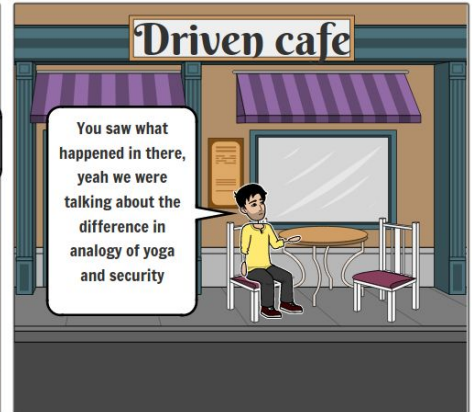 Driven cafe
You saw what
happened in there,
yeah we were
talking about the
difference in
analogy of yoga
and security